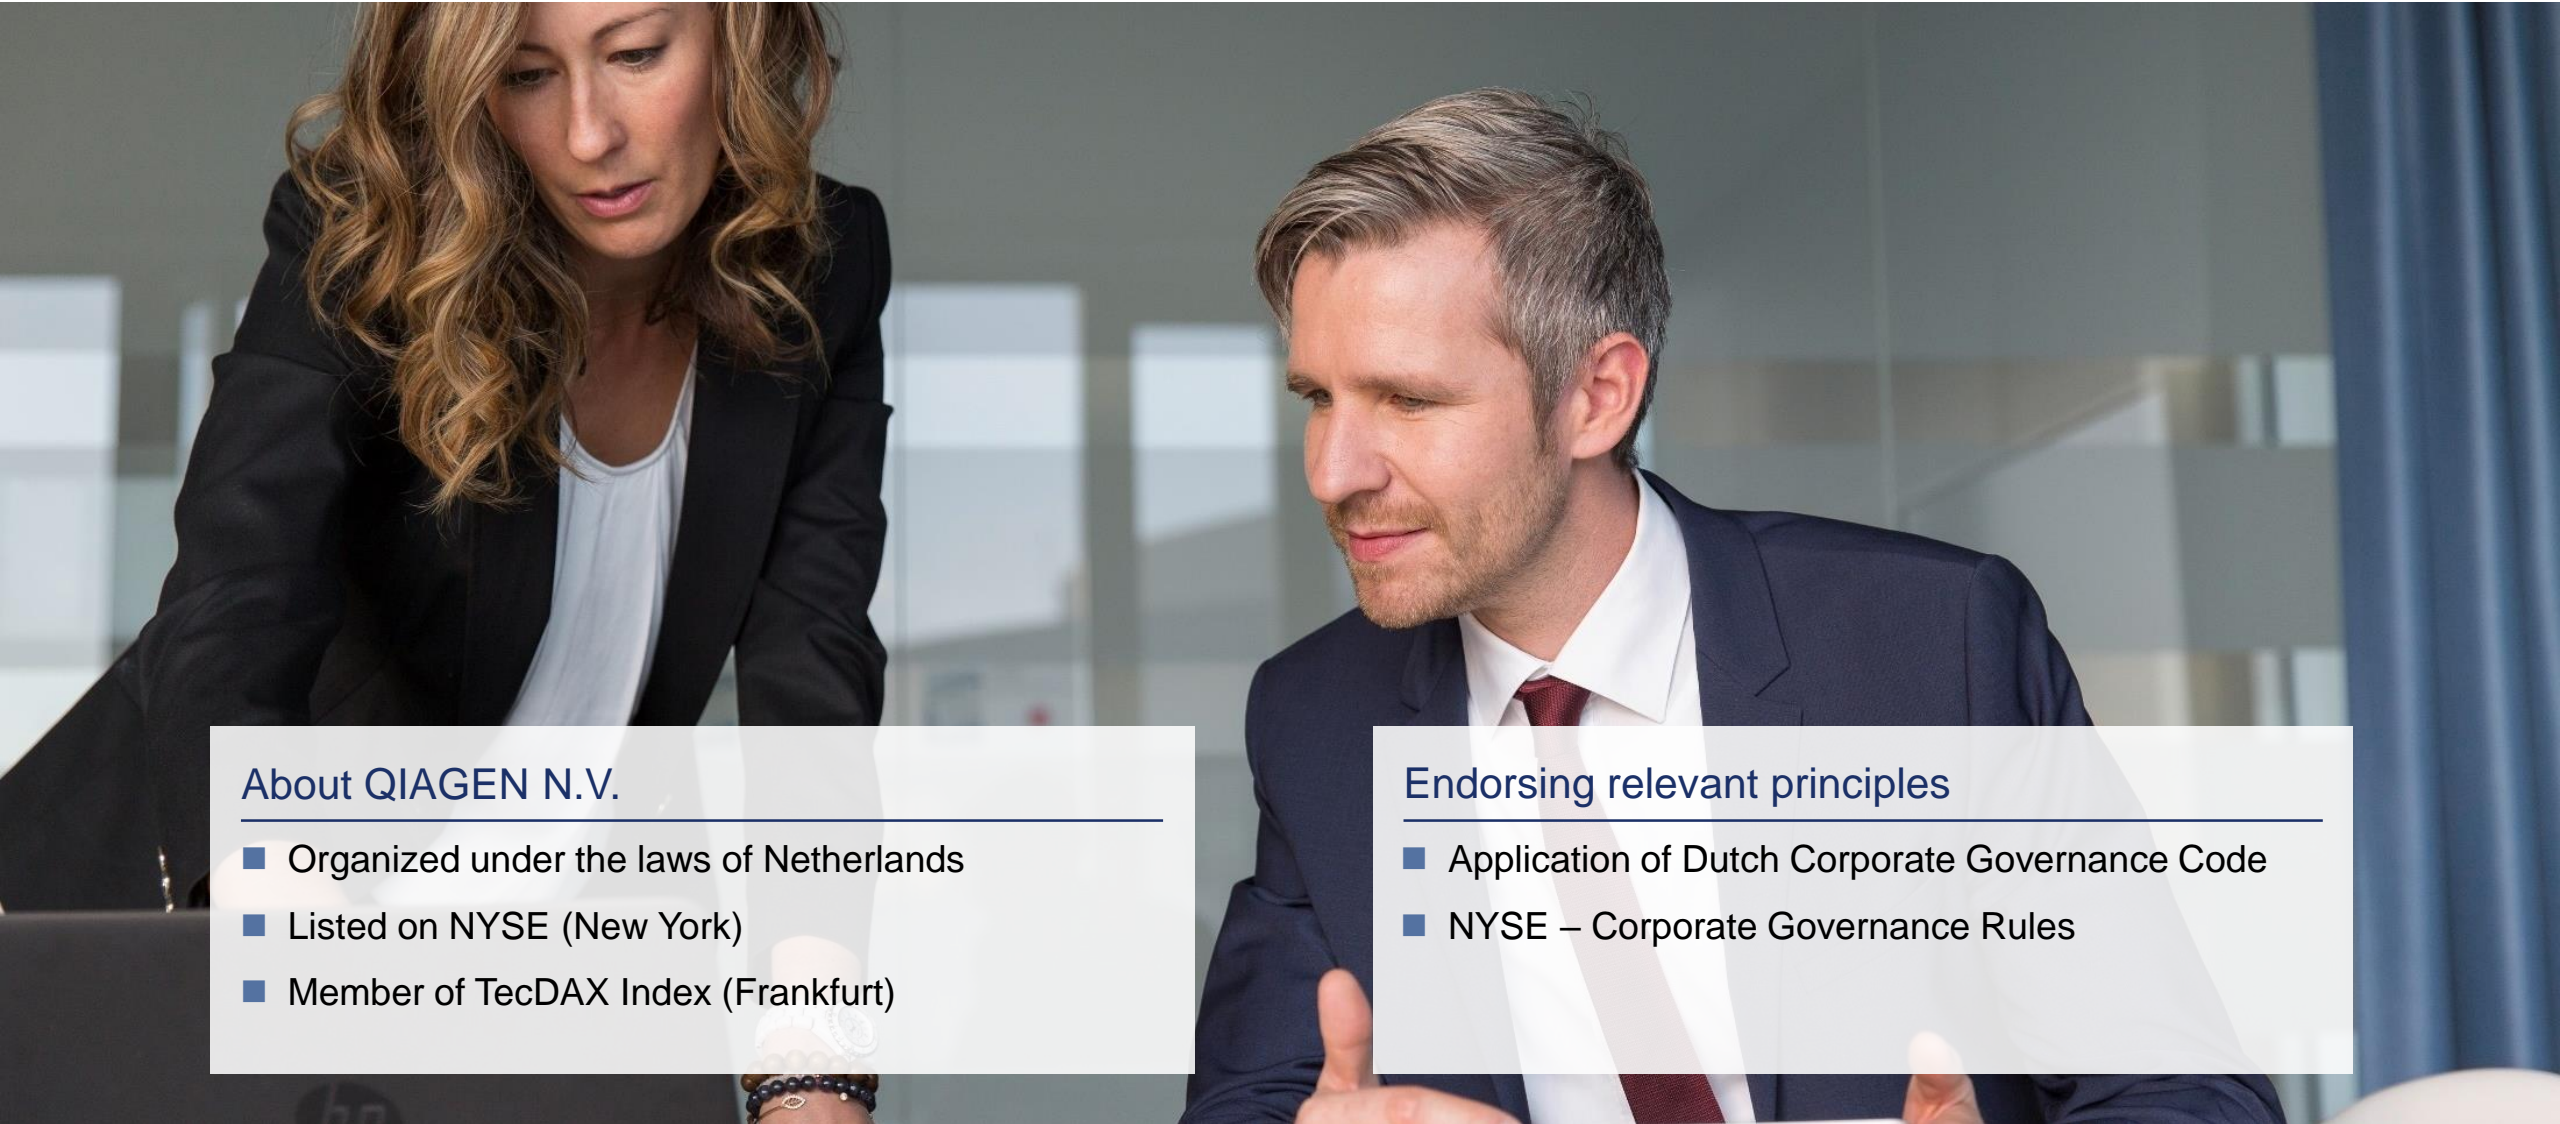 About QIAGEN N.V.
Organized under the laws of Netherlands
Listed on NYSE (New York)
Member of TecDAX Index (Frankfurt)
Endorsing relevant principles
Application of Dutch Corporate Governance Code
NYSE – Corporate Governance Rules
hp